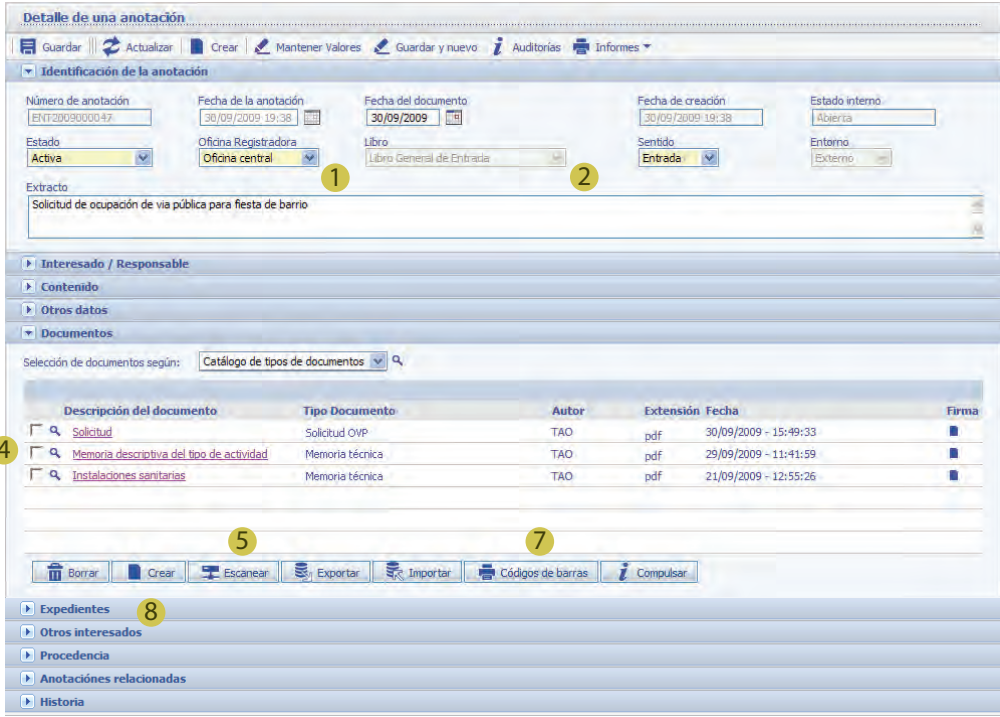 Detalle de una anotación
Guardar Actualizar Crear Mantener Valores Guardar y nuevo Auditorías Informes
Identificación de la anotación
Número de anotación Fecha de la anotación Fecha del documento Fecha de creación Estado interno
ENT2009000047 30/09/2009 19:38 30/09/2009 30/09/2009 19:38 Abierta
Estado Oficina Registradora Libro Sentido Entorno
Activa Oficina central Libro General de Entrada Entrada Externo
1 2
Extracto
Solicitud de ocupación de via pública para fiesta de barrio
Interesado / Responsable
Contenido
Otros datos
Documentos
Selección de documentos según: Catálogo de tipos de documentos
Descripción del documento Tipo Documento Autor Extensión Fecha Firma
Solicitud Solicitud OVP TAO pdf 30/09/2009 - 15:49:33
4 Memoria descriptiva del tipo de actividad Memoria técnica TAO pdf 29/09/2009 - 11:41:59
Instalaciones sanitarias Memoria técnica TAO pdf 21/09/2009 - 12:55:26
5 7
Borrar Crear Escanear Exportar Importar Códigos de barras Compulsar
Expedientes 8
Otros interesados
Procedencia
Anotaciónes relacionadas
Historia